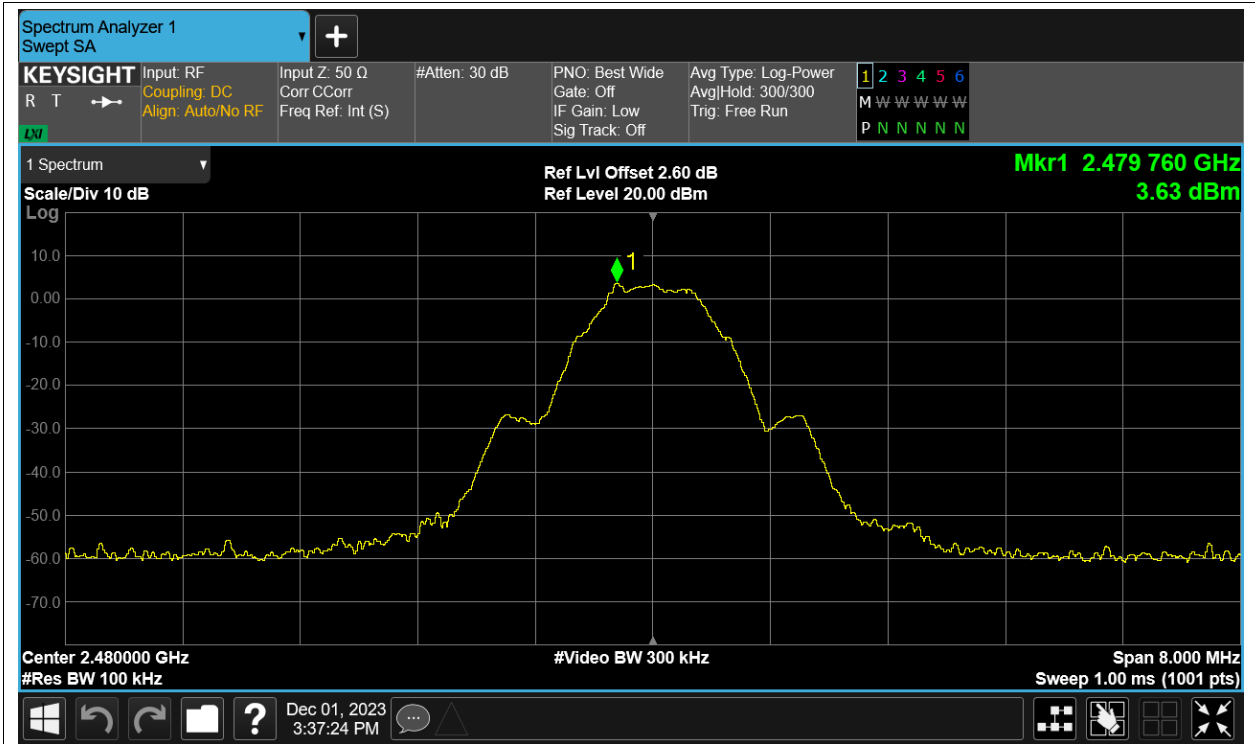 Spectrum Analyzer 1
Swept SA
KEYSIGHT
R T
LXI
Input: RF
Coupling: DC
Align: Auto/No RF
Input Z: 50 Ω
Corr CCorr
Freq Ref: Int (S)
#Atten: 30 dB
PNO: Best Wide
Gate: Off
IF Gain: Low
Sig Track: Off
Avg Type: Log-Power
Avg|Hold: 300/300
Trig: Free Run
1 2 3 4 5 6
M W W W W W
P N N N N N
1 Spectrum
Scale/Div 10 dB
Log
Ref Lvl Offset 2.60 dB
Ref Level 20.00 dBm
Mkr1 2.479 760 GHz
3.63 dBm
1
10.0
0.00
-10.0
-20.0
-30.0
-40.0
-50.0
-60.0
-70.0
Center 2.480000 GHz
#Res BW 100 kHz
#Video BW 300 kHz
Span 8.000 MHz
Sweep 1.00 ms (1001 pts)
?
Dec 01, 2023
3:37:24 PM